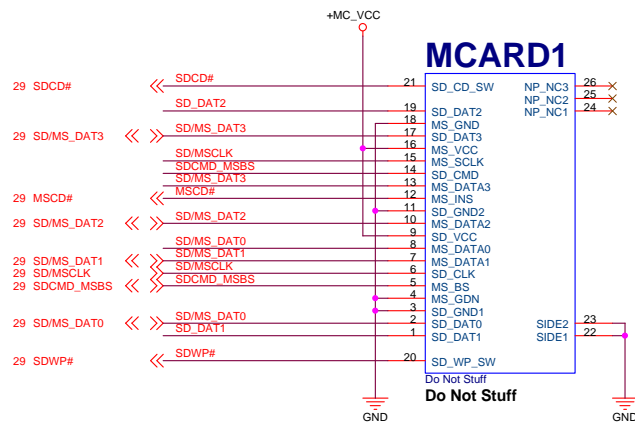 +MC_VCC
MCARD1
29 SDCD# SDCD# 21 SD_CD_SW NP_NC3 26
NP_NC2 25
SD_DAT2 19 SD_DAT2 NP_NC1 24
18 MS_GND
29 SD/MS_DAT3 SD/MS_DAT3 17 SD_DAT3
16 MS_VCC
SD/MSCLK 15 MS_SCLK
SDCMD_MSBS 14 SD_CMD
SD/MS_DAT3 13 MS_DATA3
29 MSCD# MSCD# 12 MS_INS
11 SD_GND2
29 SD/MS_DAT2 SD/MS_DAT2 10 MS_DATA2
9 SD_VCC
SD/MS_DAT0 8 MS_DATA0
29 SD/MS_DAT1 SD/MS_DAT1 7 MS_DATA1
29 SD/MSCLK SD/MSCLK 6 SD_CLK
29 SDCMD_MSBS SDCMD_MSBS 5 MS_BS
4 MS_GDN
3 SD_GND1
29 SD/MS_DAT0 SD/MS_DAT0 2 SD_DAT0 SIDE2 23
SD_DAT1 1 SD_DAT1 SIDE1 22
29 SDWP# SDWP# 20 SD_WP_SW
Do Not Stuff
Do Not Stuff
GND
GND